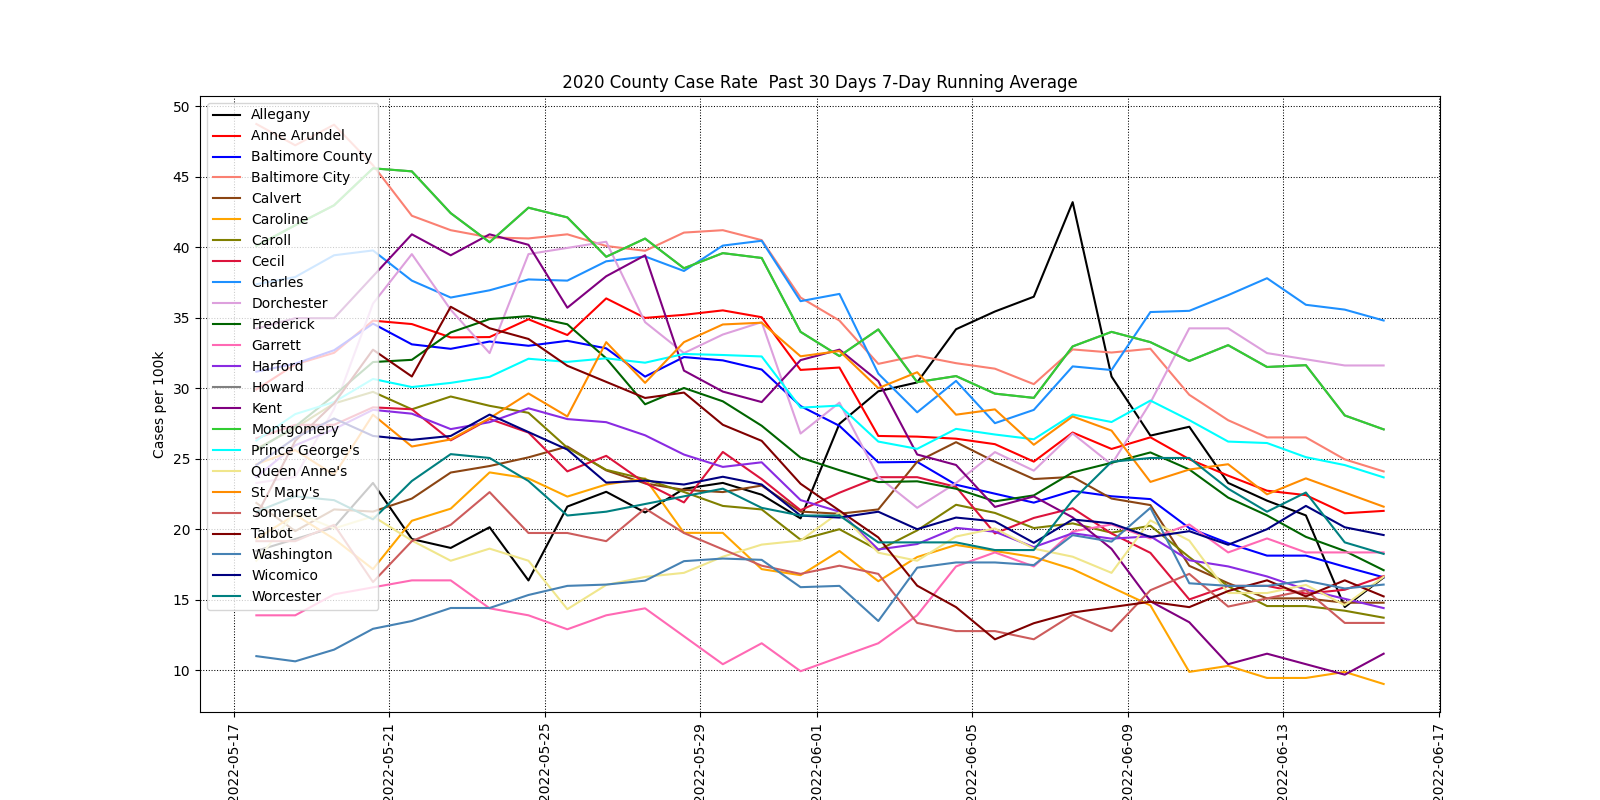 2020 County Case Rate  Past 30 Days 7-Day Running Average
Cases per 100k
50
45
40
35
30
25
20
15
10
Allegany
Anne Arundel
Baltimore County
Baltimore City
Calvert
Caroline
Caroll
Cecil
Charles
Dorchester
Frederick
Garrett
Harford
Howard
Kent
Montgomery
Prince George's
Queen Anne's
St. Mary's
Somerset
Talbot
Washington
Wicomico
Worcester
2022-05-17
2022-05-21
2022-05-25
2022-05-29
2022-06-01
2022-06-05
2022-06-09
2022-06-13
2022-06-17